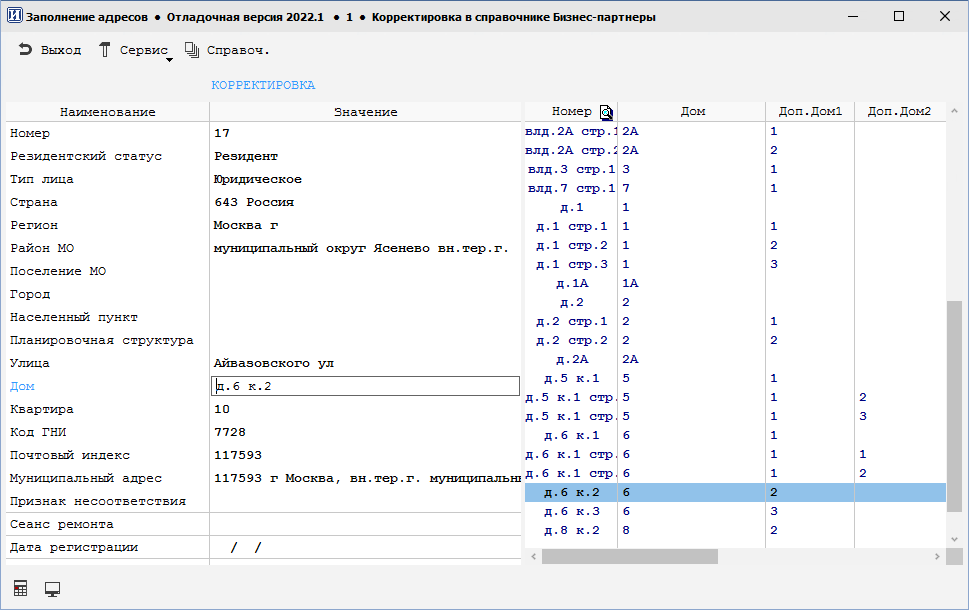 Заполнение адресов ● Отладочная версия 2022.1 ● 1 ● Корректировка в справочнике Бизнес-партнеры
Выход Сервис Справоч.
КОРРЕКТИРОВКА
Наименование Значение
Номер 17
Резидентский статус Резидент
Тип лица Юридическое
Страна 643 Россия
Регион Москва г
Район МО муниципальный округ Ясенево вн.тер.г.
Поселение МО
Город
Населенный пункт
Планировочная структура
Улица Айвазовского ул
Дом д.6 к.2
Квартира 10
Код ГНИ 7728
Почтовый индекс 117593
Муниципальный адрес 117593 г Москва, вн.тер.г. муниципальн
Признак несоответствия
Сеанс ремонта
Дата регистрации / /
Номер Дом Доп.Дом1 Доп.Дом2
влд.2А стр.1 2А 1
влд.2А стр.2 2А 2
влд.3 стр.1 3 1
влд.7 стр.1 7 1
д.1 1
д.1 стр.1 1 1
д.1 стр.2 1 2
д.1 стр.3 1 3
д.1А 1А
д.2 2
д.2 стр.1 2 1
д.2 стр.2 2 2
д.2А 2А
д.5 к.1 5 1
д.5 к.1 стр. 5 1 2
д.5 к.1 стр. 5 1 3
д.6 к.1 6 1
д.6 к.1 стр. 6 1 1
д.6 к.1 стр. 6 1 2
д.6 к.2 6 2
д.6 к.3 6 3
д.8 к.2 8 2